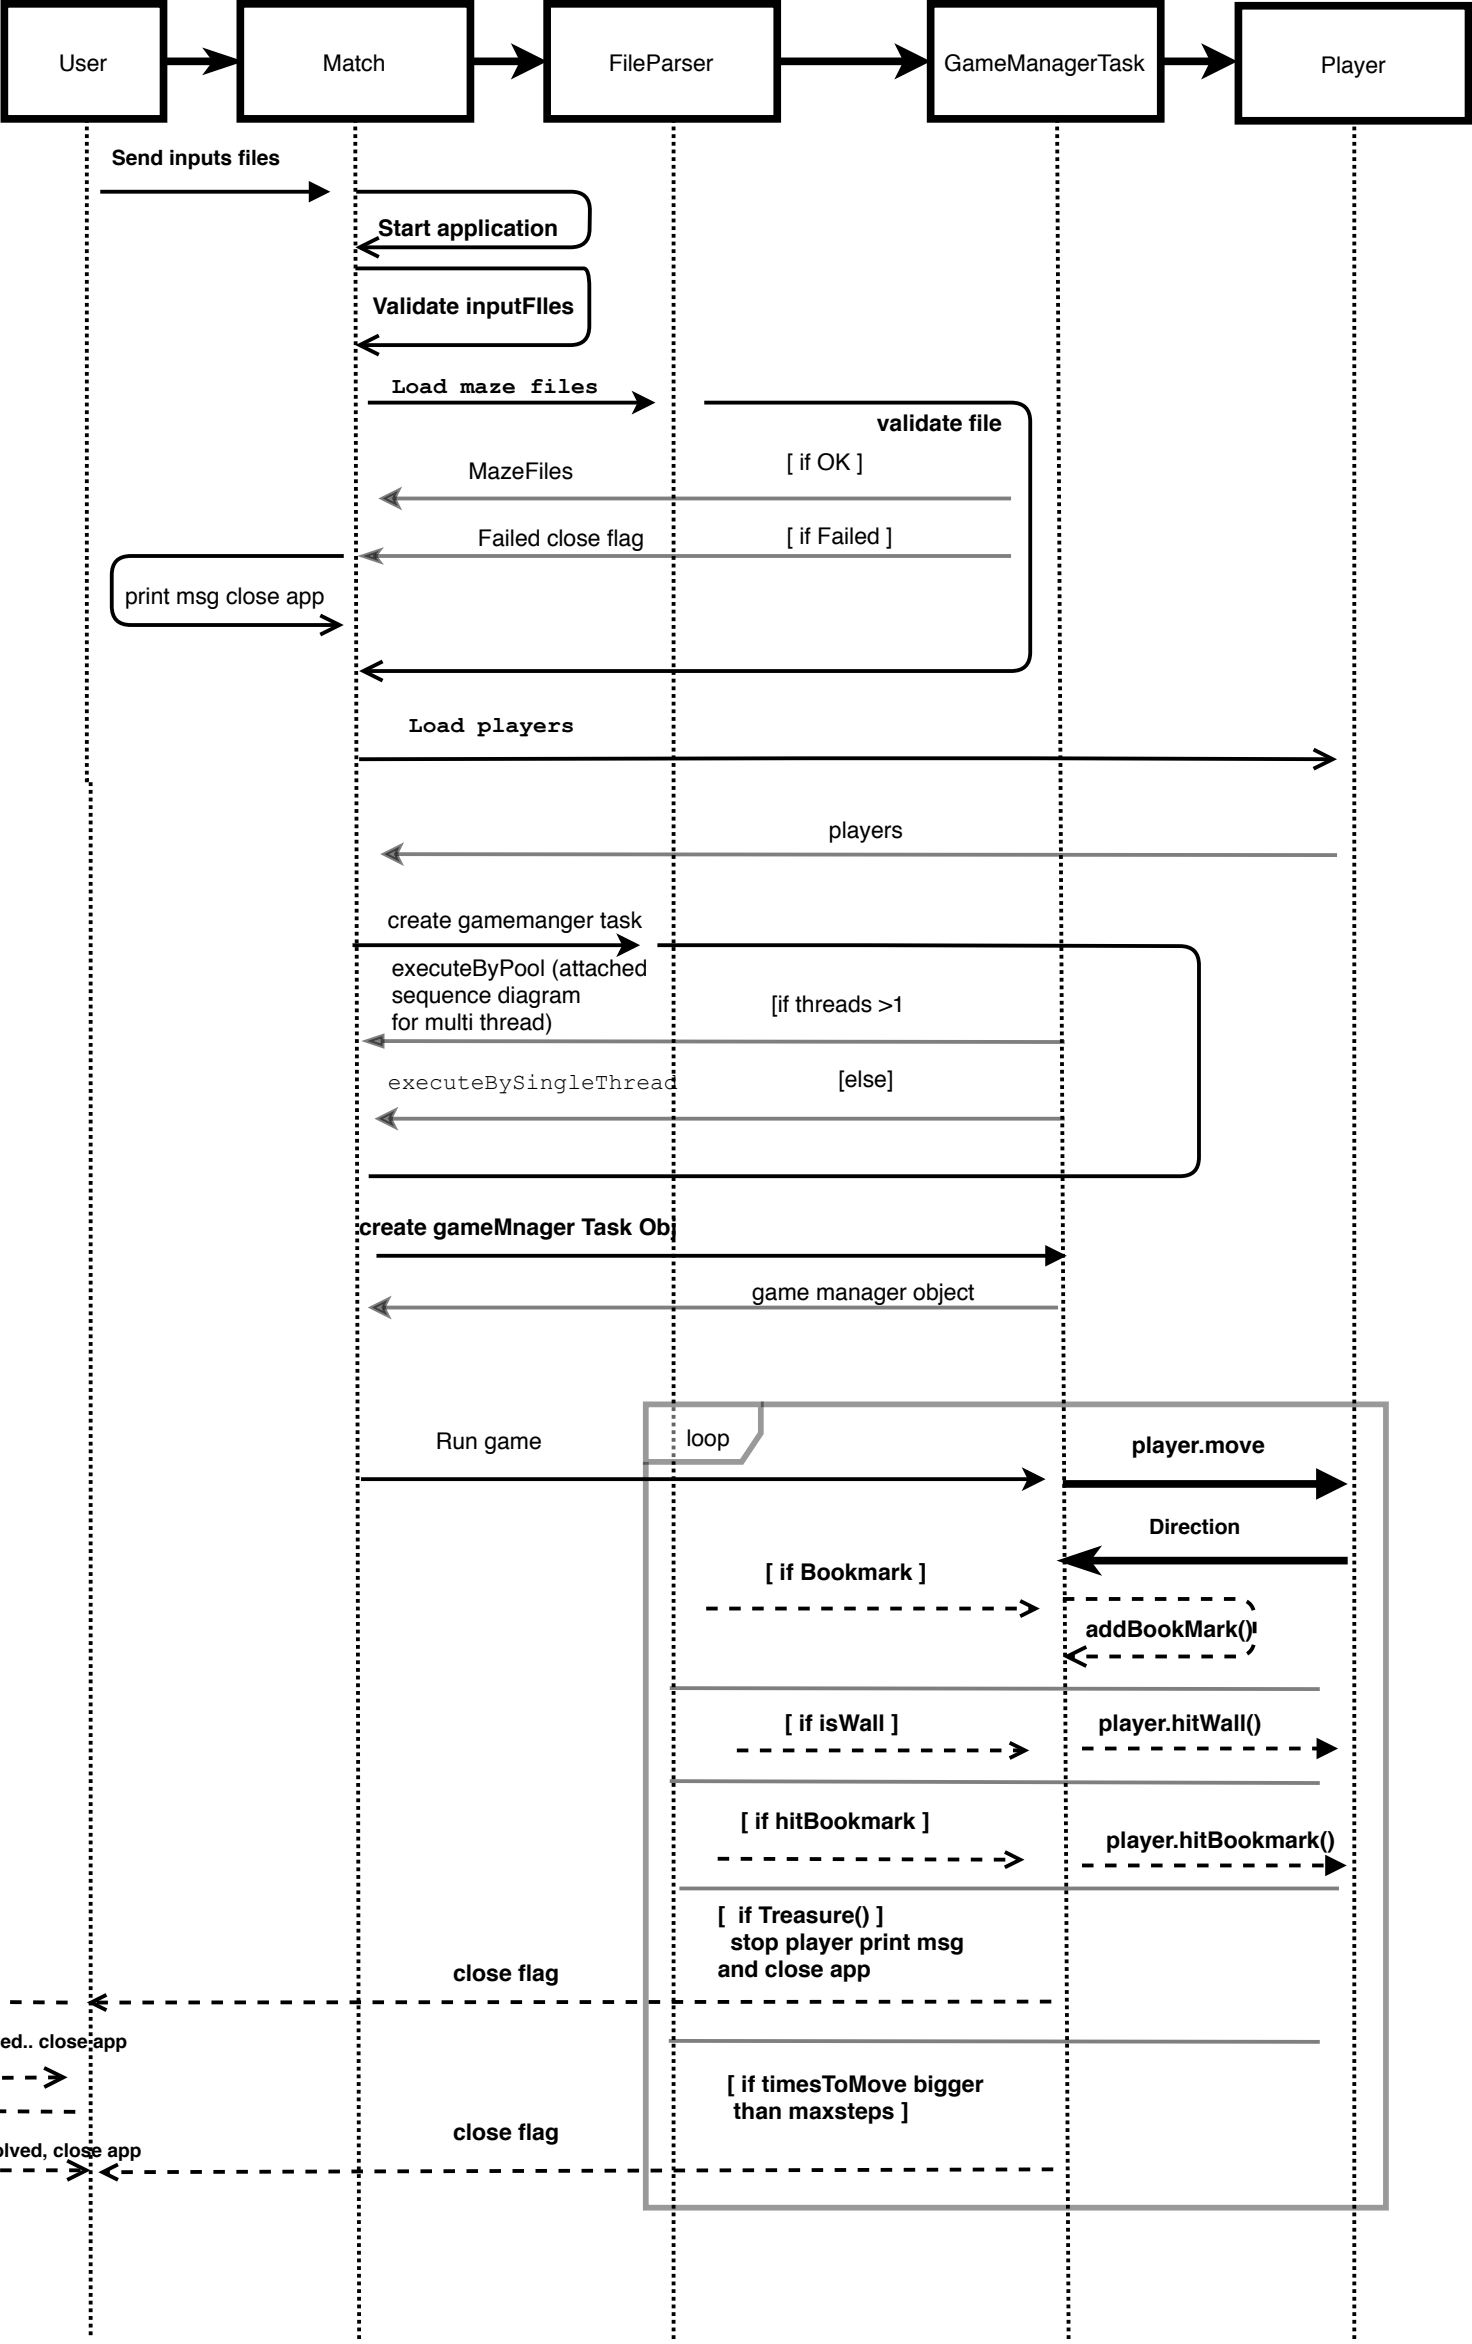 User
Match
FileParser
GameManagerTask
Player
Send inputs files
Start application
Validate inputFIles
Load maze files
validate file
[ if OK ]
MazeFiles
[ if Failed ]
Failed close flag
print msg close app
Load players
players
create gamemanger task
executeByPool (attached
sequence diagram
for multi thread)
[if threads >1
executeBySingleThread
[else]
create gameMnager Task Obj
game manager object
loop
Run game
player.move
Direction
[ if Bookmark ]
addBookMark()
[ if isWall ]
player.hitWall()
[ if hitBookmark ]
player.hitBookmark()
[ if Treasure() ]
stop player print msg
and close app
close flag
ed.. close app
[ if timesToMove bigger
than maxsteps ]
close flag
olved, close app